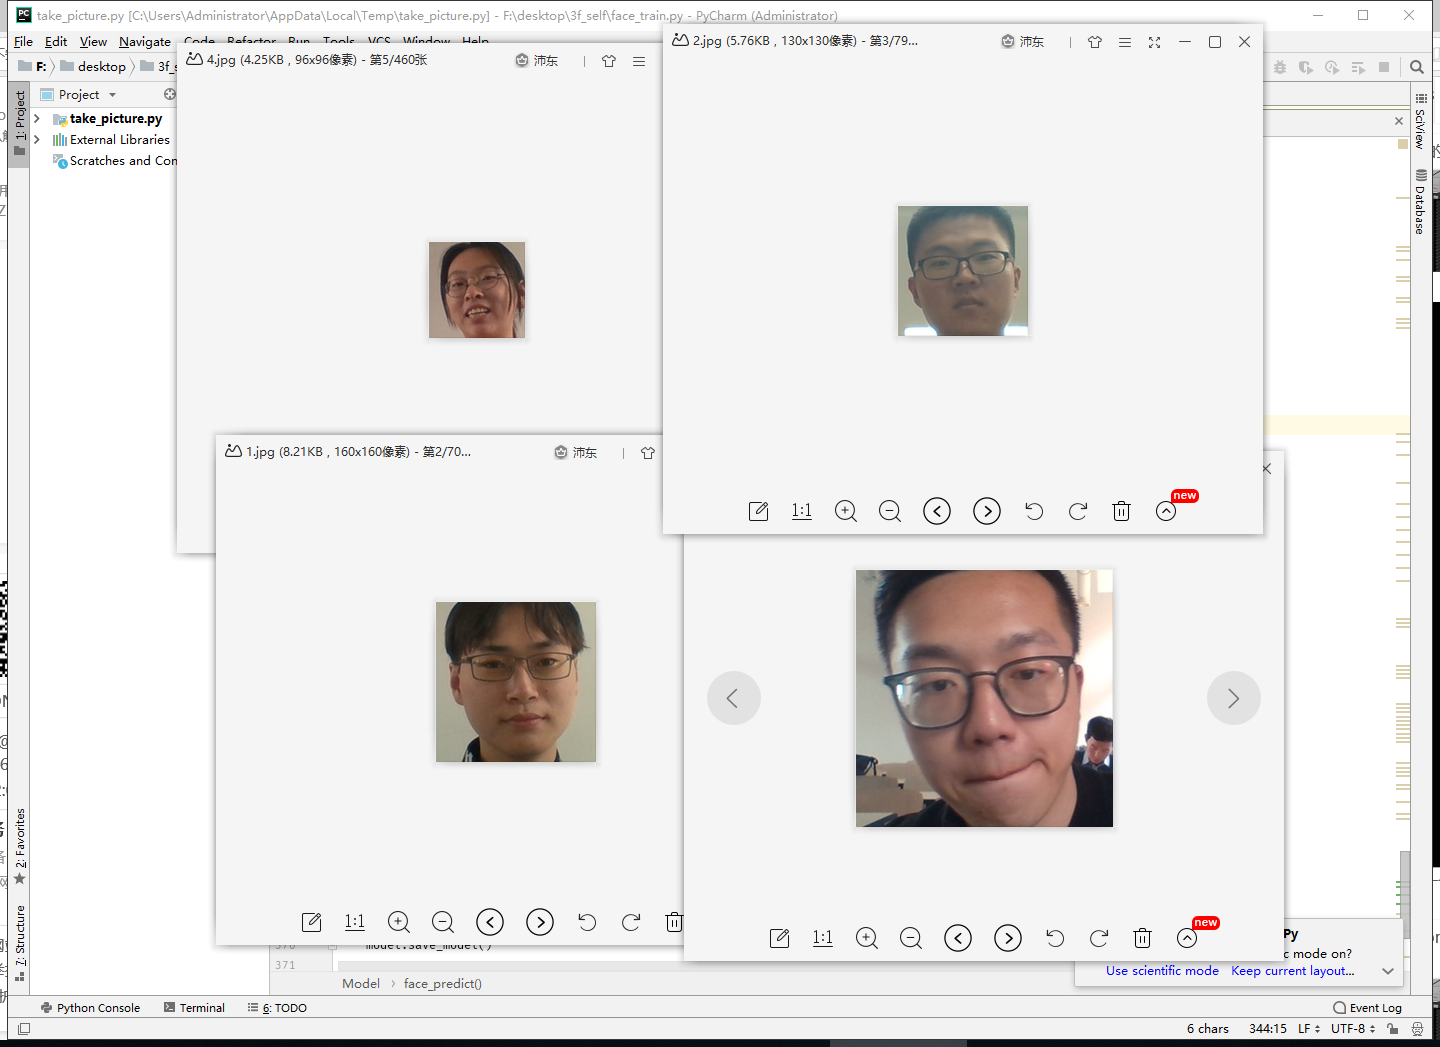 take_picture.py [C:\Users\Administrator\AppData\Local\Temp\take_picture.py] - F:\desktop\3f_self\face_train.py - PyCharm (Administrator)
File Edit View Navigate Code Refactor Run Tools VCS Window Help
F: desktop 3f_s
4.jpg (4.25KB , 96x96像素) - 第5/460张 沛东
2.jpg (5.76KB , 130x130像素) - 第3/79... 沛东
1: Project
Project
take_picture.py
External Libraries
Scratches and Con
SciView
Database
1.jpg (8.21KB , 160x160像素) - 第2/70... 沛东
1:1
new
1:1
1:1
new
2: Favorites
7: Structure
370 model.save_model()
371
Model face_predict()
Py
c mode on?
Use scientific mode Keep current layout...
Python Console Terminal 6: TODO Event Log
6 chars 344:15 LF UTF-8